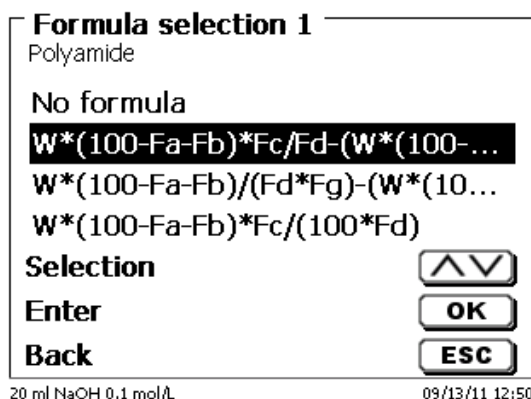 Formula selection 1
Polyamide
No formula
W*(100-Fa-Fb)*Fc/Fd-(W*(100-...
W*(100-Fa-Fb)/(Fd*Fg)-(W*(10...
W*(100-Fa-Fb)*Fc/(100*Fd)
Selection
Enter OK
Back ESC
20 ml NaOH 0.1 mol/L 09/13/11 12:50